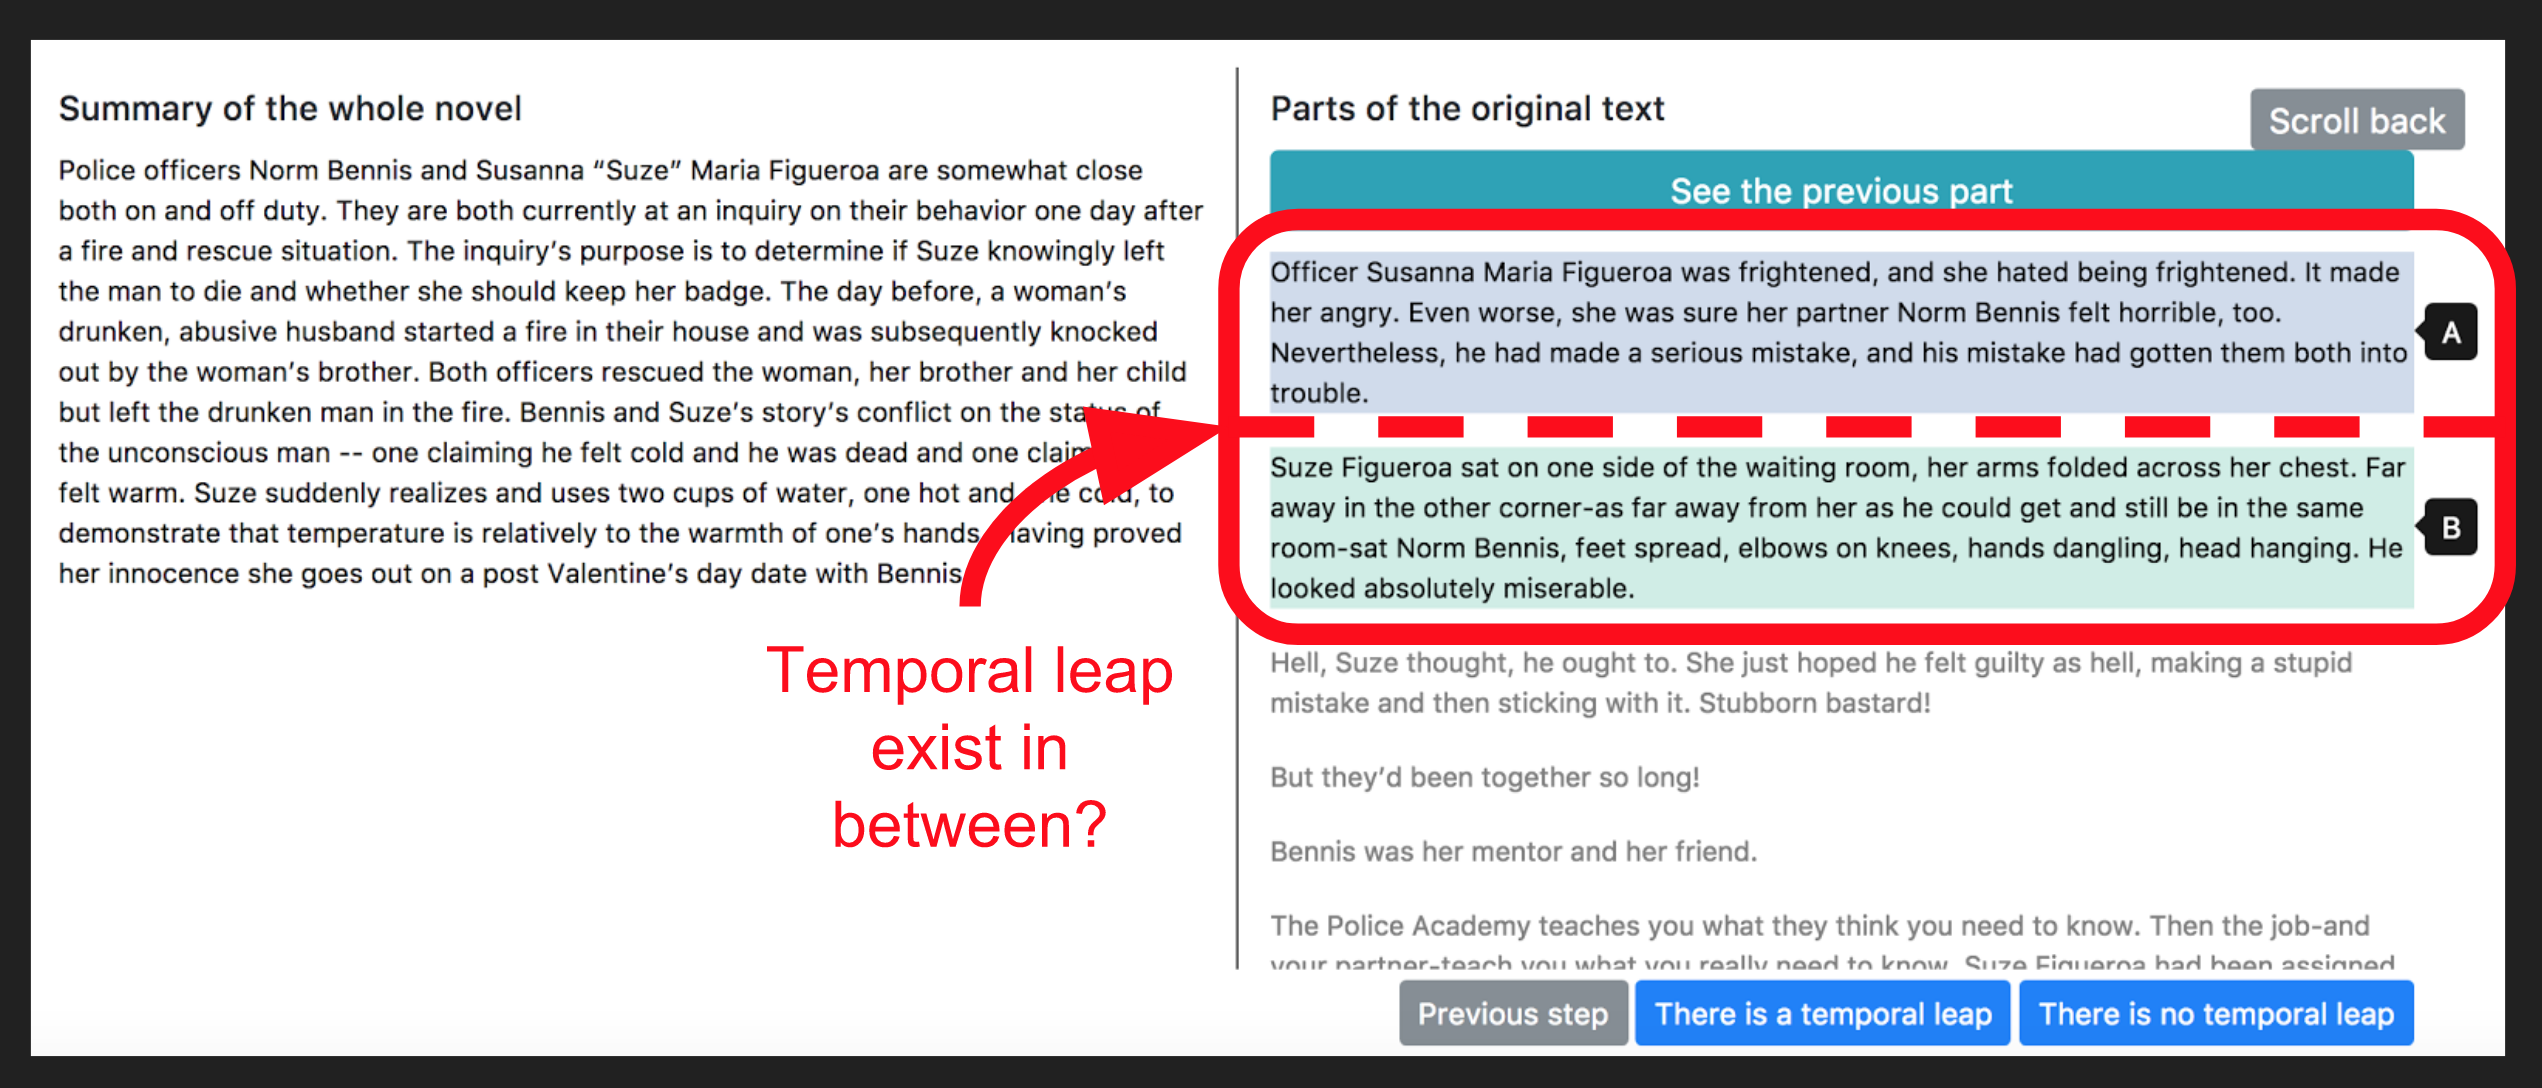 Summary of the whole novel
Police officers Norm Bennis and Susanna “Suze” Maria Figueroa are somewhat close
both on and off duty. They are both currently at an inquiry on their behavior one day after
a fire and rescue situation. The inquiry’s purpose is to determine if Suze knowingly left
the man to die and whether she should keep her badge. The day before, a woman’s
drunken, abusive husband started a fire in their house and was subsequently knocked
out by the woman’s brother. Both officers rescued the woman, her brother and her child
but left the drunken man in the fire. Bennis and Suze’s story’s conflict on the status of
the unconscious man -- one claiming he felt cold and he was dead and one
felt warm. Suze suddenly realizes and uses two cups of water, one hot and cold, to
demonstrate that temperature is relatively to the warmth of one’s hands. Having proved
her innocence she goes out on a post Valentine’s day date with Bennis
Temporal leap
exist in
between?
Parts of the original text
Scroll back
See the previous part
Officer Susanna Maria Figueroa was frightened, and she hated being frightened. It made
her angry. Even worse, she was sure her partner Norm Bennis felt horrible, too.
Nevertheless, he had made a serious mistake, and his mistake had gotten them both into
trouble.
A
Suze Figueroa sat on one side of the waiting room, her arms folded across her chest. Far
away in the other corner-as far away from her as he could get and still be in the same
room-sat Norm Bennis, feet spread, elbows on knees, hands dangling, head hanging. He
looked absolutely miserable.
B
Hell, Suze thought, he ought to. She just hoped he felt guilty as hell, making a stupid
mistake and then sticking with it. Stubborn bastard!
But they’d been together so long!
Bennis was her mentor and her friend.
The Police Academy teaches you what they think you need to know. Then the job-and
your partner-teach you what you really need to know. Suze Figueroa had been assigned
Previous step
There is a temporal leap
There is no temporal leap